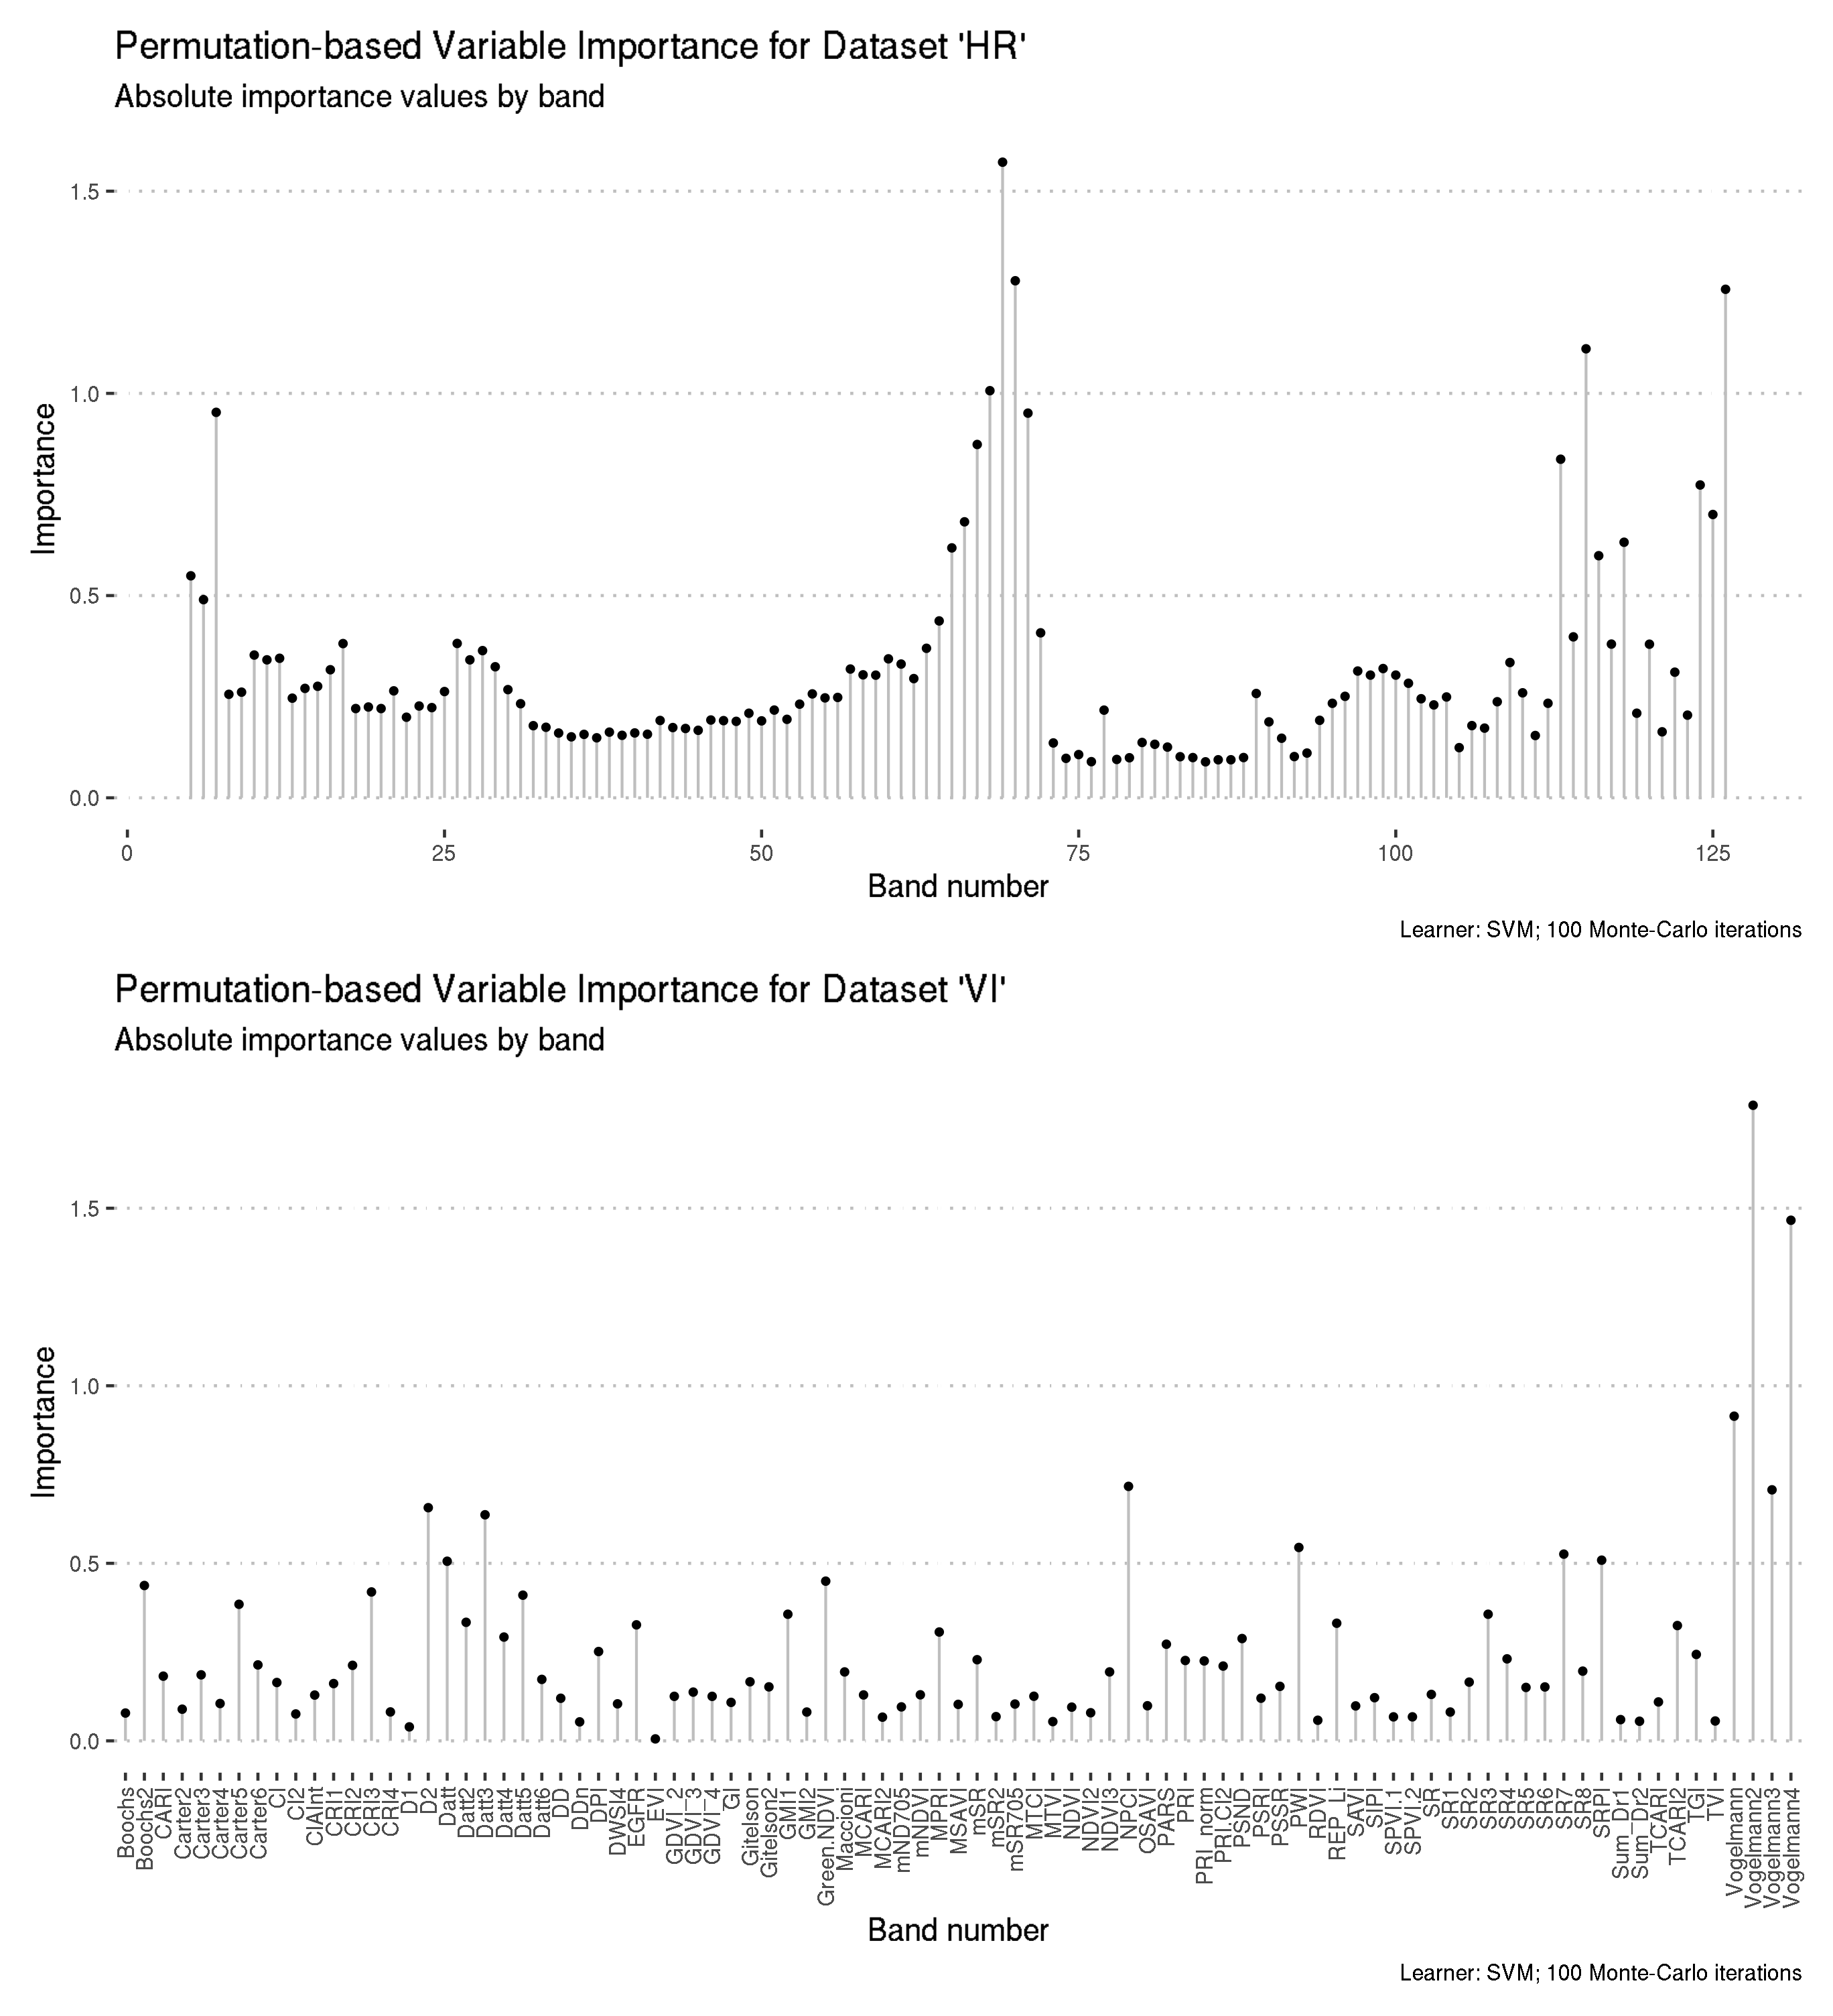 Permutation-based Variable Importance for Dataset 'HR'
Absolute importance values by band
Importance
1.5
1.0
0.5
0.0
0 25 50 75 100 125
Band number
Learner: SVM; 100 Monte-Carlo iterations
Permutation-based Variable Importance for Dataset 'VI'
Absolute importance values by band
Importance
1.5
1.0
0.5
0.0
Boochs
Boochs2
CARI
Carter2
Carter3
Carter4
Carter5
Carter6
CI
CI2
ClAInt
CRI1
CRI2
CRI3
CRI4
D1
D2
Datt
Datt2
Datt3
Datt4
Datt5
Datt6
DD
DDn
DPI
DWSI4
EGFR
EVI
GDVI_2
GDVI_3
GDVI_4
GI
Gitelson
Gitelson2
GMI1
GMI2
Green.NDVI
Maccioni
MCARI
MCARI2
mND705
mNDVI
MPRI
MSAVI
mSR
mSR2
mSR705
MTCI
MTVI
NDVI
NDVI2
NDVI3
NPCI
OSAVI
PARS
PRI
PRI_norm
PRI.CI2
PSND
PSRI
PSSR
PWI
RDVI
REP_Li
SAVI
SIPI
SPVI.1
SPVI.2
SR
SR1
SR2
SR3
SR4
SR5
SR6
SR7
SR8
SRPI
Sum_Dr1
Sum_Dr2
TCARI
TCARI2
TGI
TVI
Vogelmann
Vogelmann2
Vogelmann3
Vogelmann4
Band number
Learner: SVM; 100 Monte-Carlo iterations